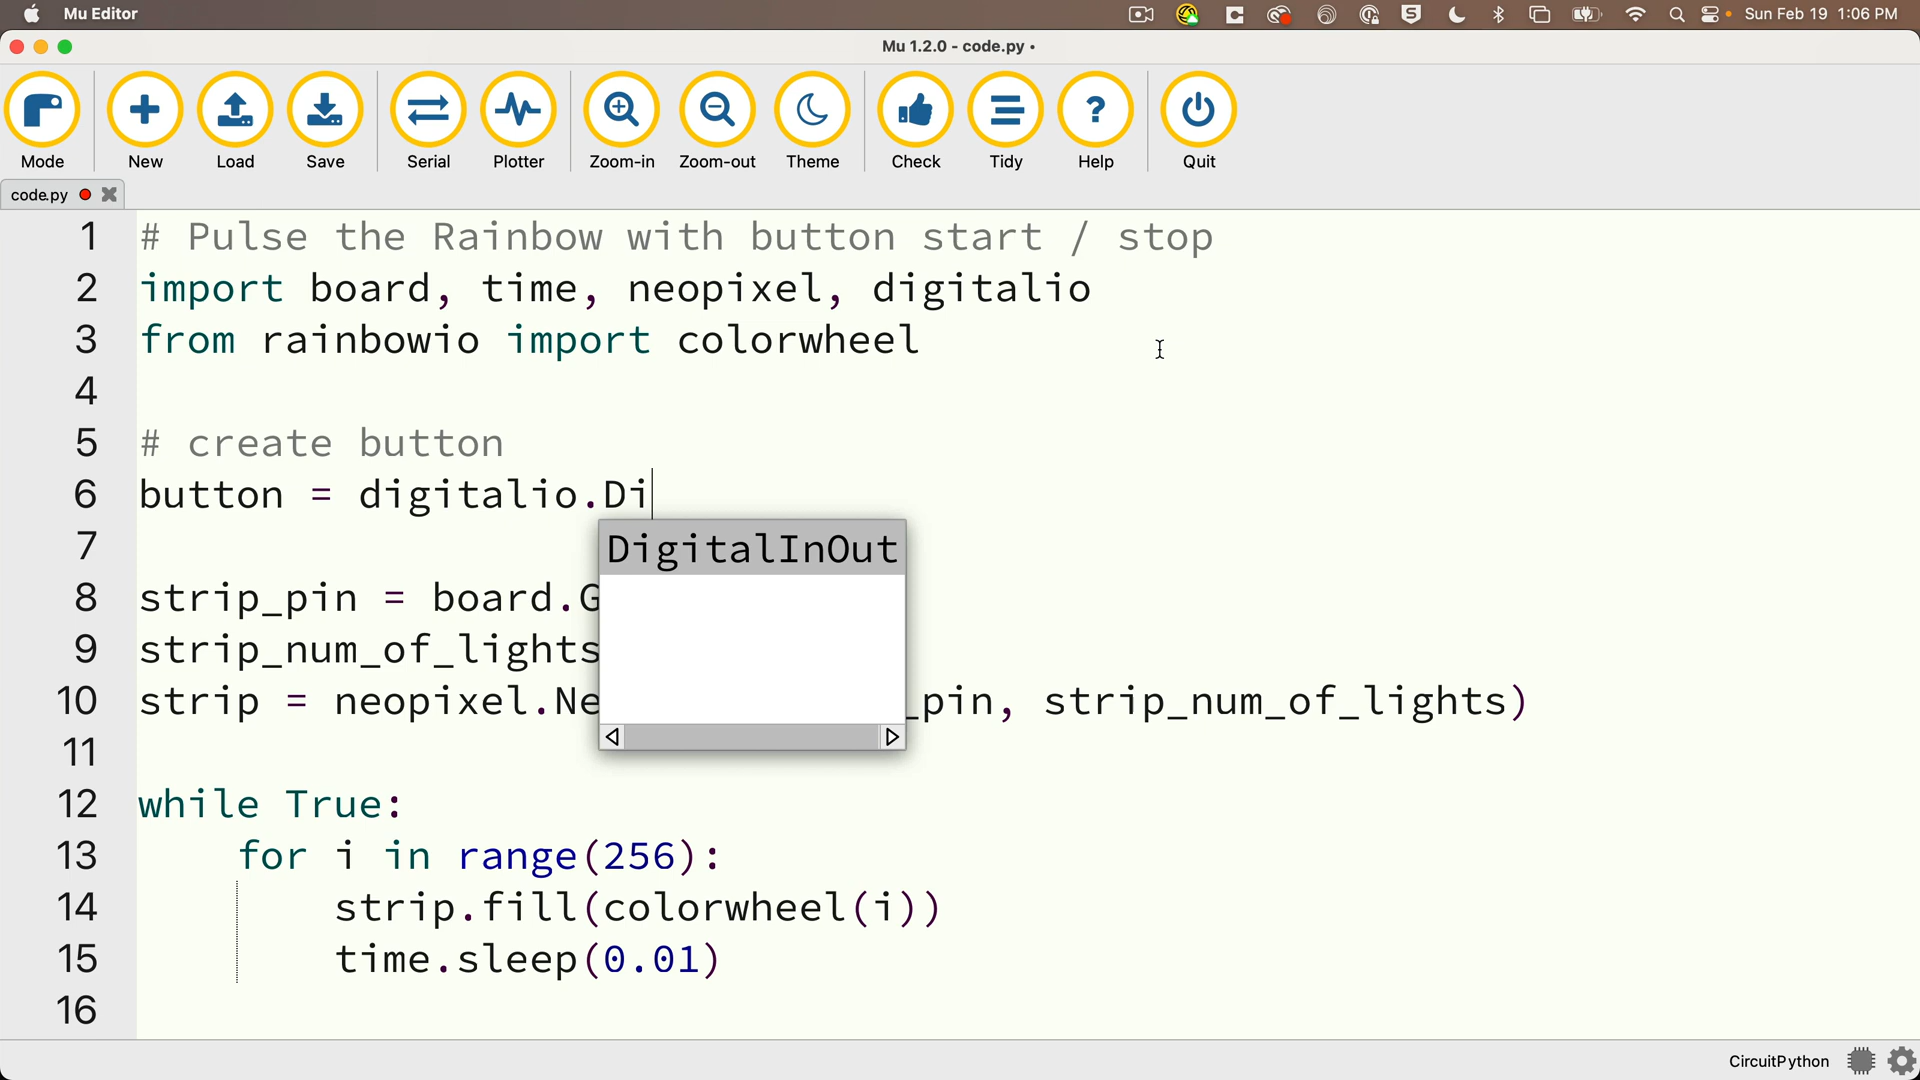 Mu Editor
Sun Feb 19 1:06 PM
Mu 1.2.0 - code.py •
Mode New Load Save Serial Plotter Zoom-in Zoom-out Theme Check Tidy Help Quit
code.py
1 # Pulse the Rainbow with button start / stop
2 import board, time, neopixel, digitalio
3 from rainbowio import colorwheel
4
5 # create button
6 button = digitalio.Di
DigitalInOut
7
8 strip_pin = board.G
9 strip_num_of_lights
10 strip = neopixel.Ne _pin, strip_num_of_lights)
11
12 while True:
13 for i in range(256):
14 strip.fill(colorwheel(i))
15 time.sleep(0.01)
16
CircuitPython